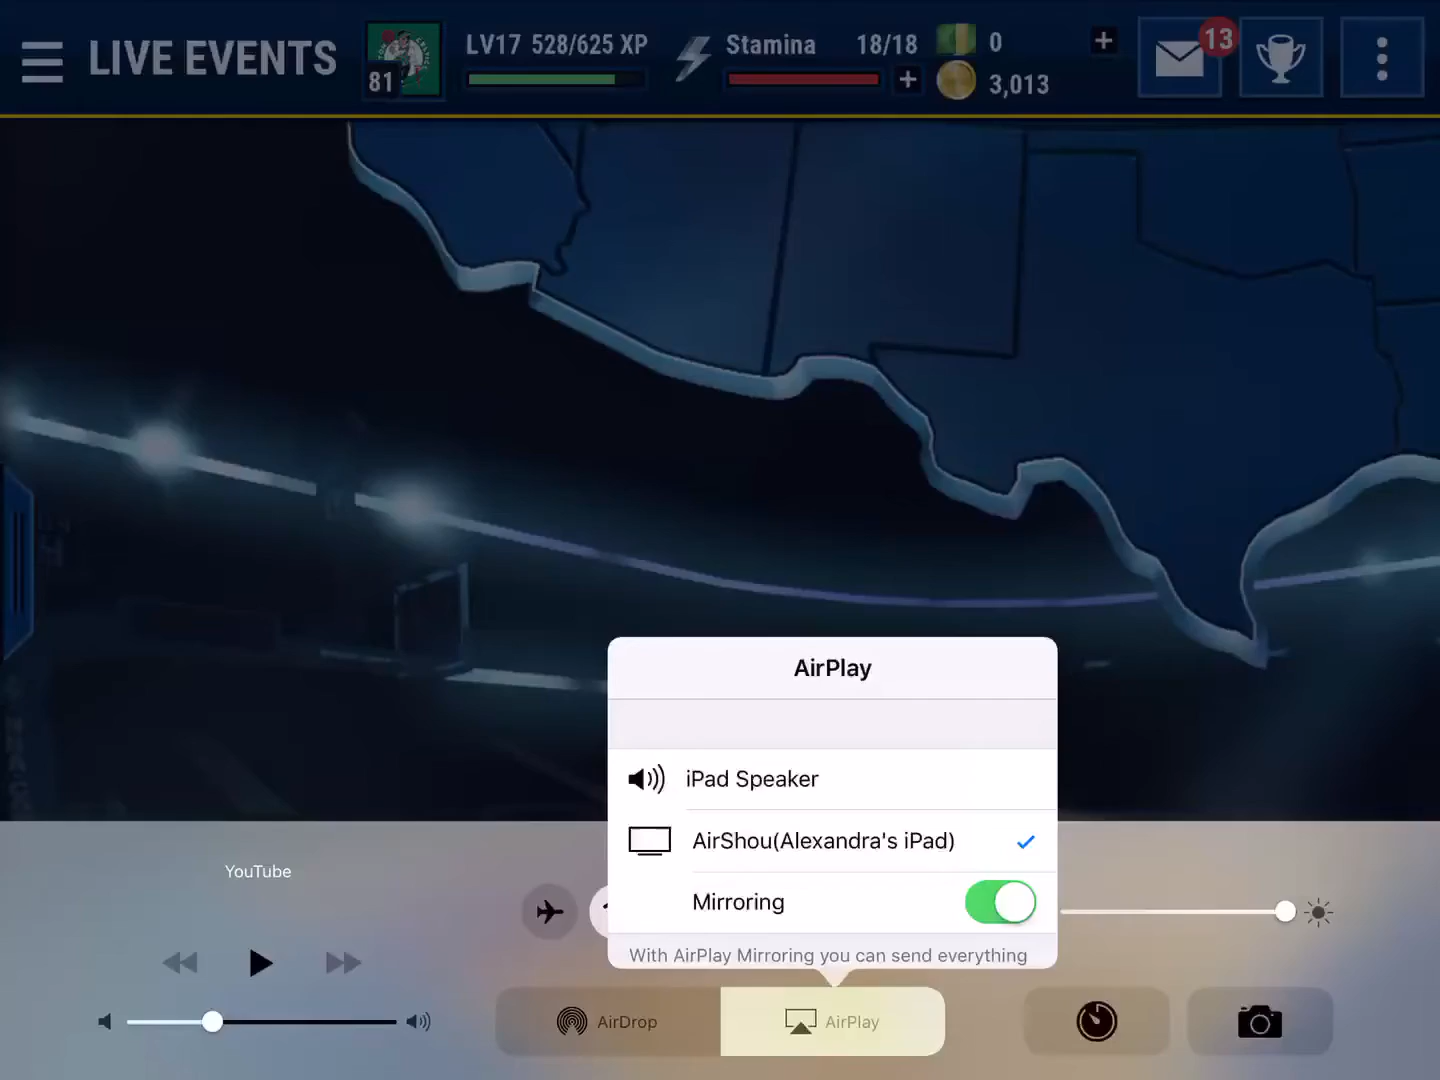 LIVE EVENTS
81
LV17 528/625 XP
Stamina 18/18
0
3,013
13
AirPlay
iPad Speaker
AirShou(Alexandra's iPad)
Mirroring
With AirPlay Mirroring you can send everything
YouTube
AirDrop
AirPlay